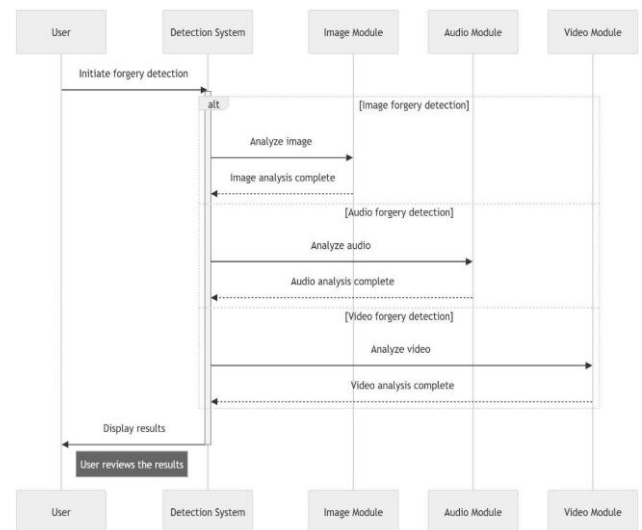 User
Detection System
Image Module
Audio Module
Video Module
Initiate forgery detection
alt
[Image forgery detection]
Analyze image
Image analysis complete
[Audio forgery detection]
Analyze audio
Audio analysis complete
[Video forgery detection]
Analyze video
Video analysis complete
Display results
User reviews the results
User
Detection System
Image Module
Audio Module
Video Module